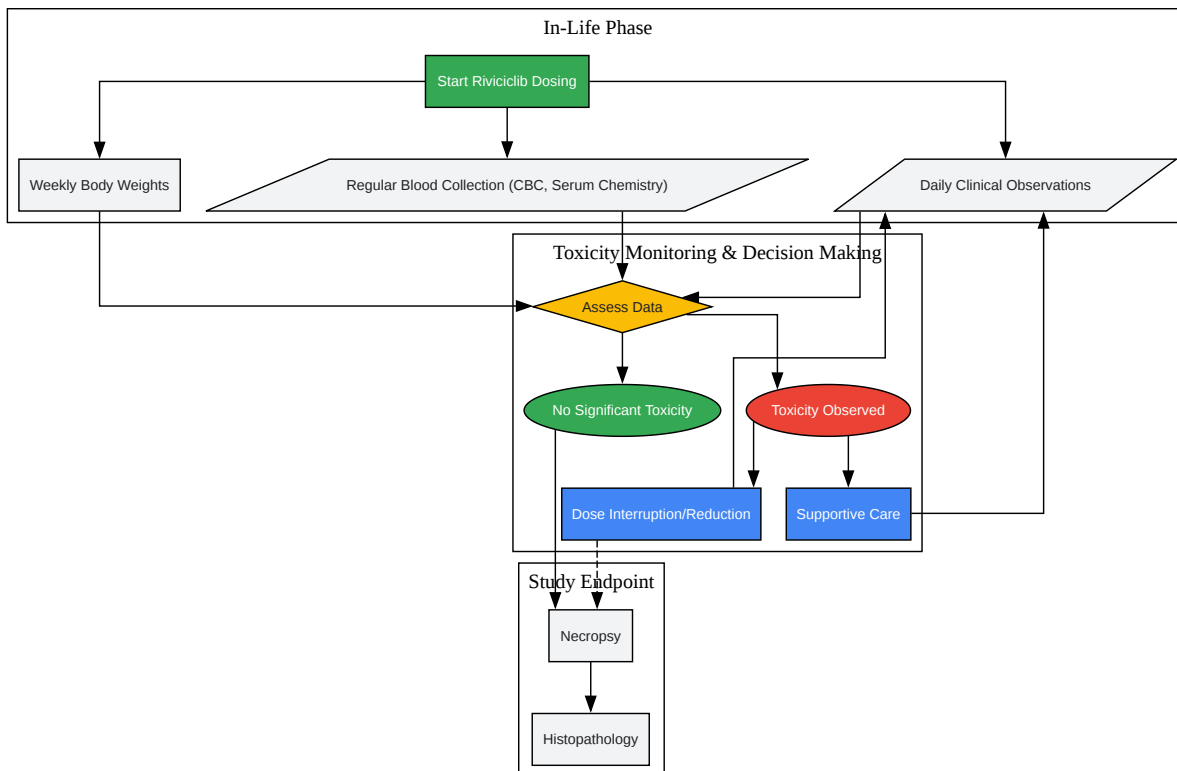 In-Life Phase
Start Riviciclib Dosing
Weekly Body Weights
Regular Blood Collection (CBC, Serum Chemistry)
Daily Clinical Observations
Toxicity Monitoring & Decision Making
Assess Data
No Significant Toxicity
Toxicity Observed
Dose Interruption/Reduction
Supportive Care
Study Endpoint
Necropsy
Histopathology